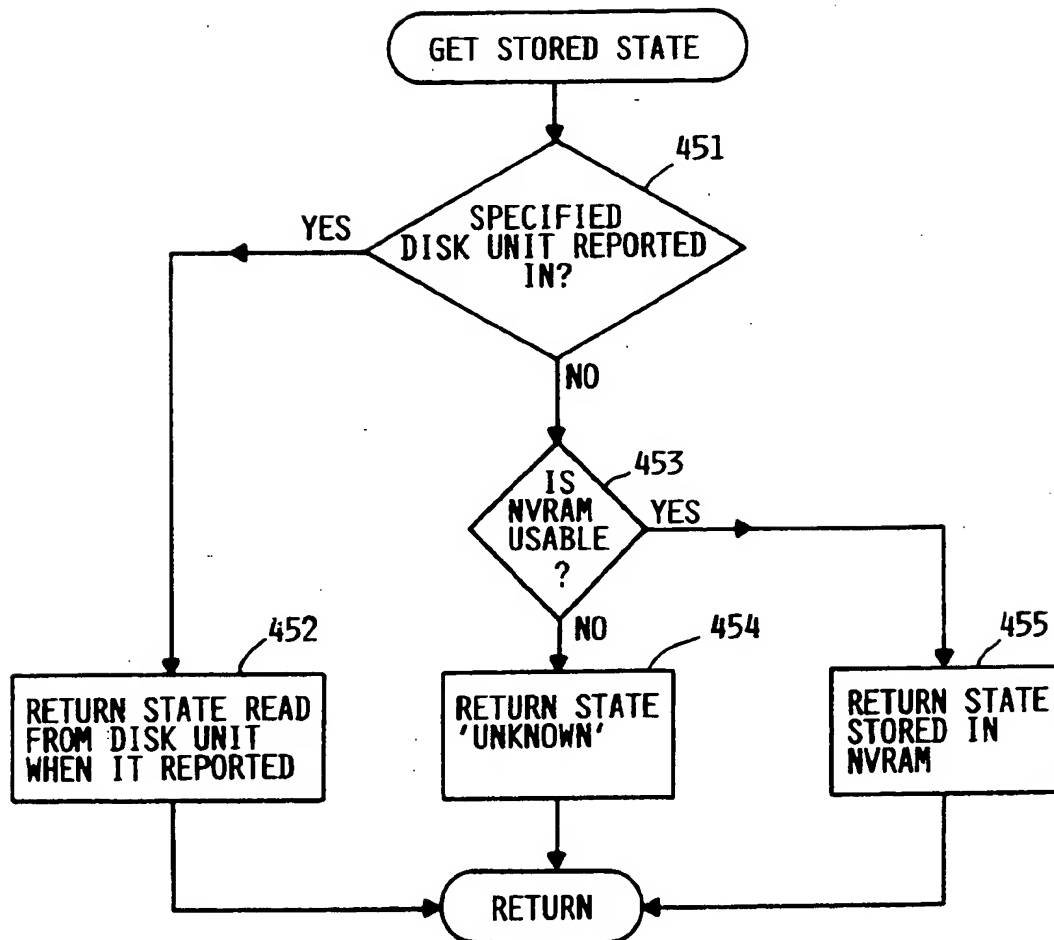 GET STORED STATE
451
SPECIFIED
DISK UNIT REPORTED
IN?
YES
NO
453
IS
NVRAM
USABLE
?
YES
NO
452
RETURN STATE READ
FROM DISK UNIT
WHEN IT REPORTED
454
RETURN STATE
'UNKNOWN'
455
RETURN STATE
STORED IN
NVRAM
RETURN